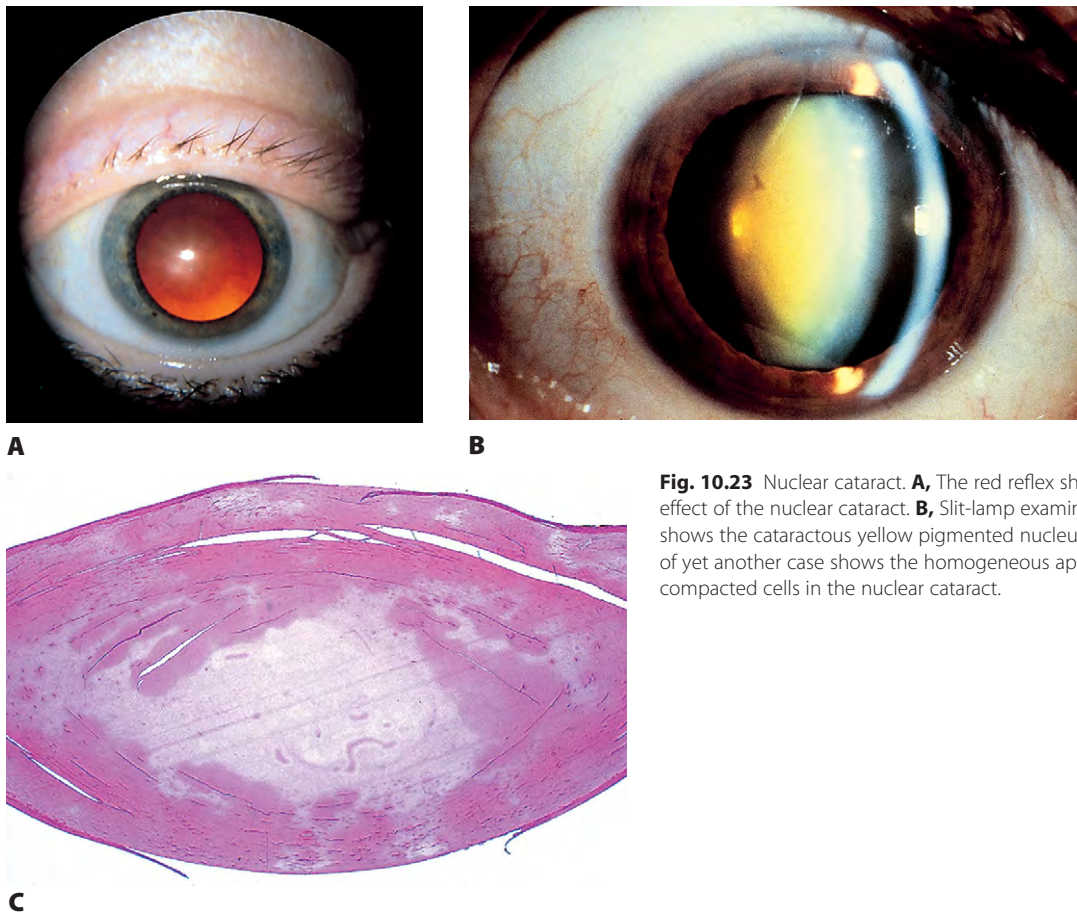 A
B
Fig. 10.23 Nuclear cataract. A, The red reflex sh
effect of the nuclear cataract. B, Slit-lamp examin
shows the cataractous yellow pigmented nucleu
of yet another case shows the homogeneous ap
compacted cells in the nuclear cataract.
C